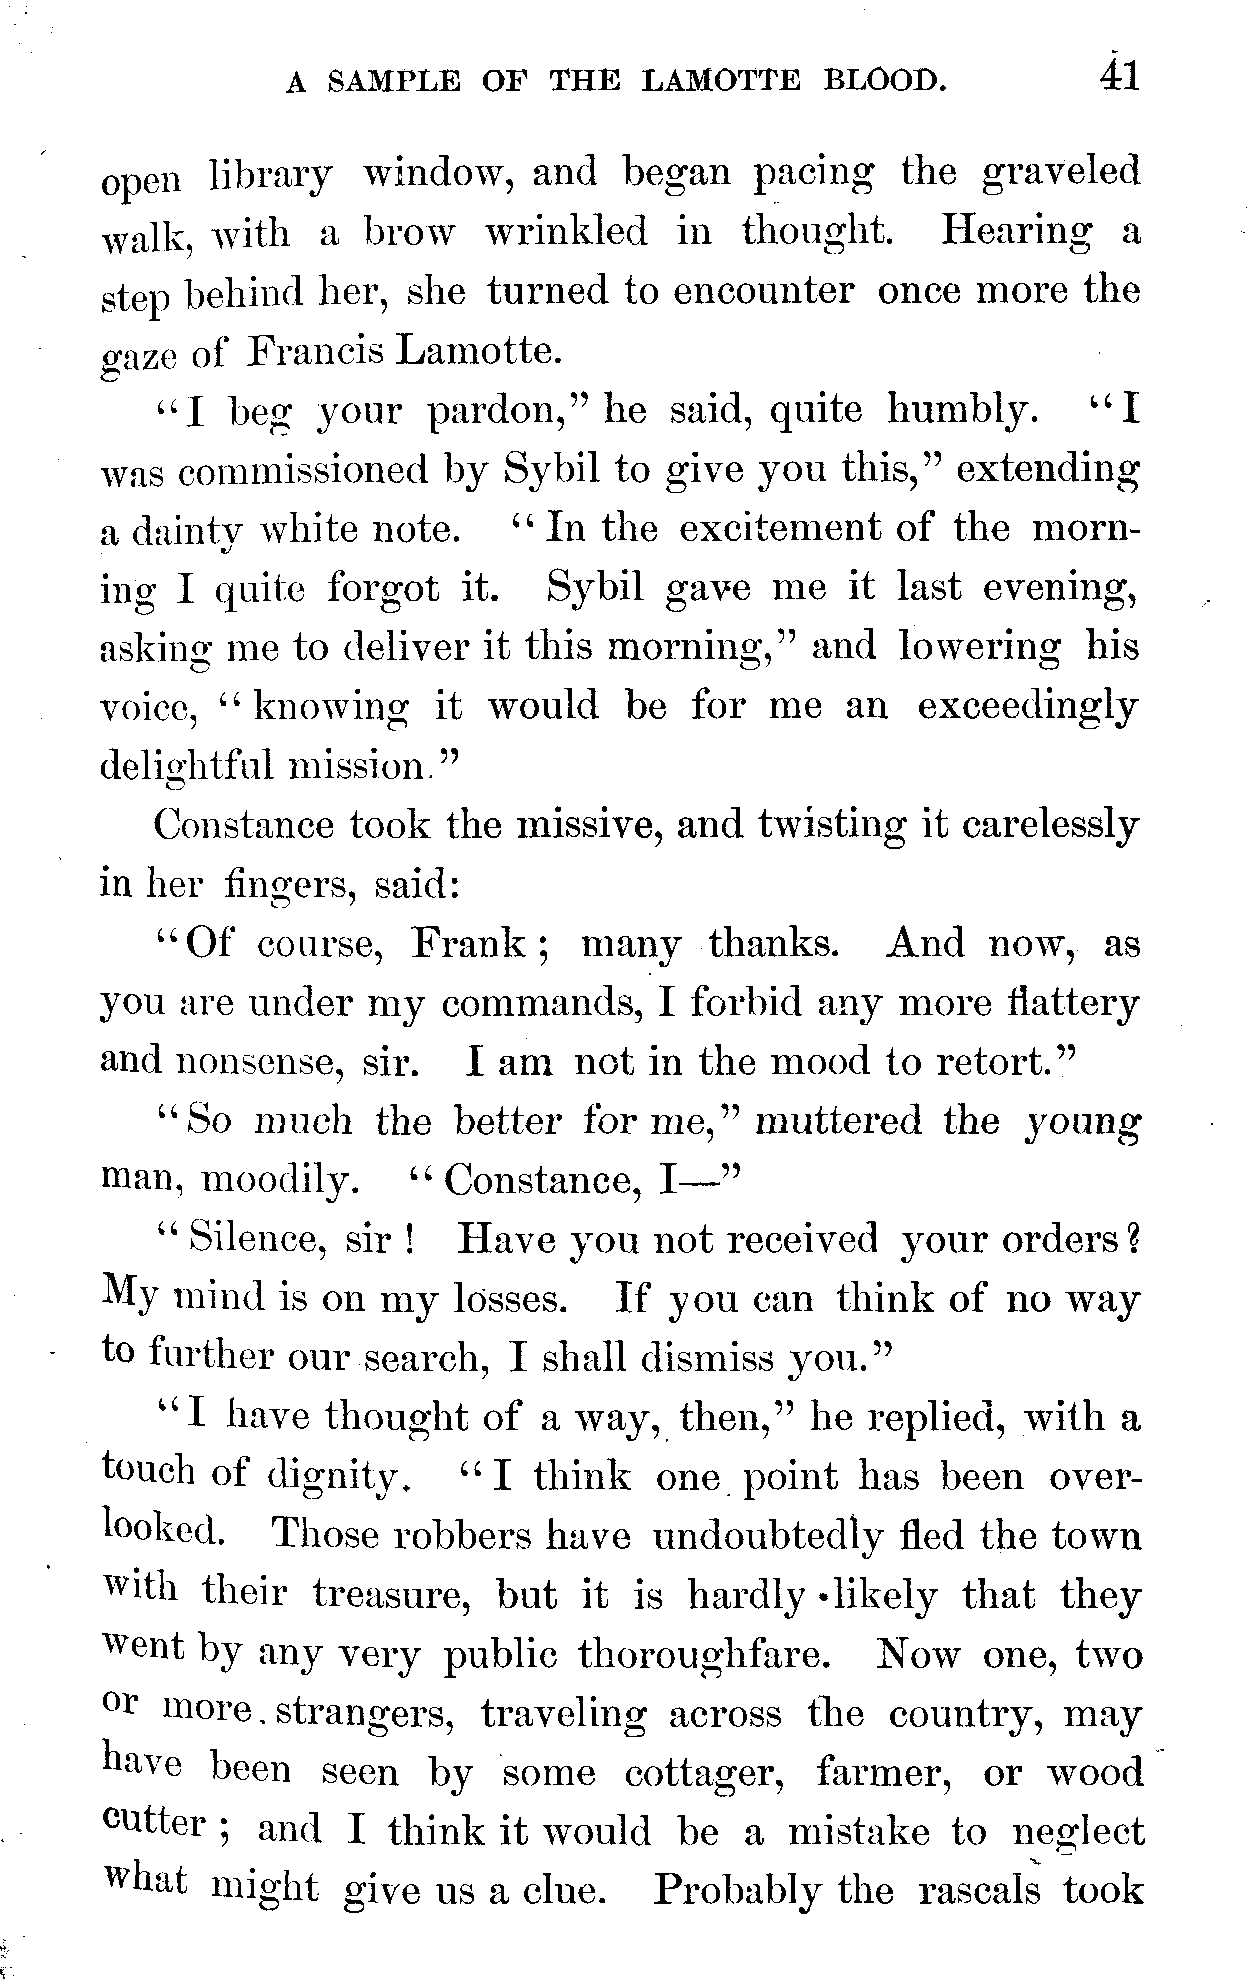 A SAMPLE OF THE LAMOTTE BLOOD. 41
open library window, and began pacing the graveled
walk, with a brow wrinkled in thought. Hearing a
step behind her, she turned to encounter once more the
gaze of Francis Lamotte.
“I beg your pardon,” he said, quite humbly. “I
was commissioned by Sybil to give you this,” extending
a dainty white note. “In the excitement of the morn-
ing I quite forgot it. Sybil gave me it last evening,
asking me to deliver it this morning,” and lowering his
voice, “knowing it would be for me an exceedingly
delightful mission.”
Constance took the missive, and twisting it carelessly
in her fingers, said:
“Of course, Frank; many thanks. And now, as
you are under my commands, I forbid any more flattery
and nonsense, sir. I am not in the mood to retort.”
“So much the better for me,” muttered the young
man, moodily. “Constance, I—”
“Silence, sir! Have you not received your orders?
My mind is on my losses. If you can think of no way
to further our search, I shall dismiss you.”
“I have thought of a way, then,” he replied, with a
touch of dignity. “I think one point has been over-
looked. Those robbers have undoubtedly fled the town
with their treasure, but it is hardly likely that they
went by any very public thoroughfare. Now one, two
or more strangers, traveling across the country, may
have been seen by some cottager, farmer, or wood
cutter; and I think it would be a mistake to neglect
what might give us a clue. Probably the rascals took